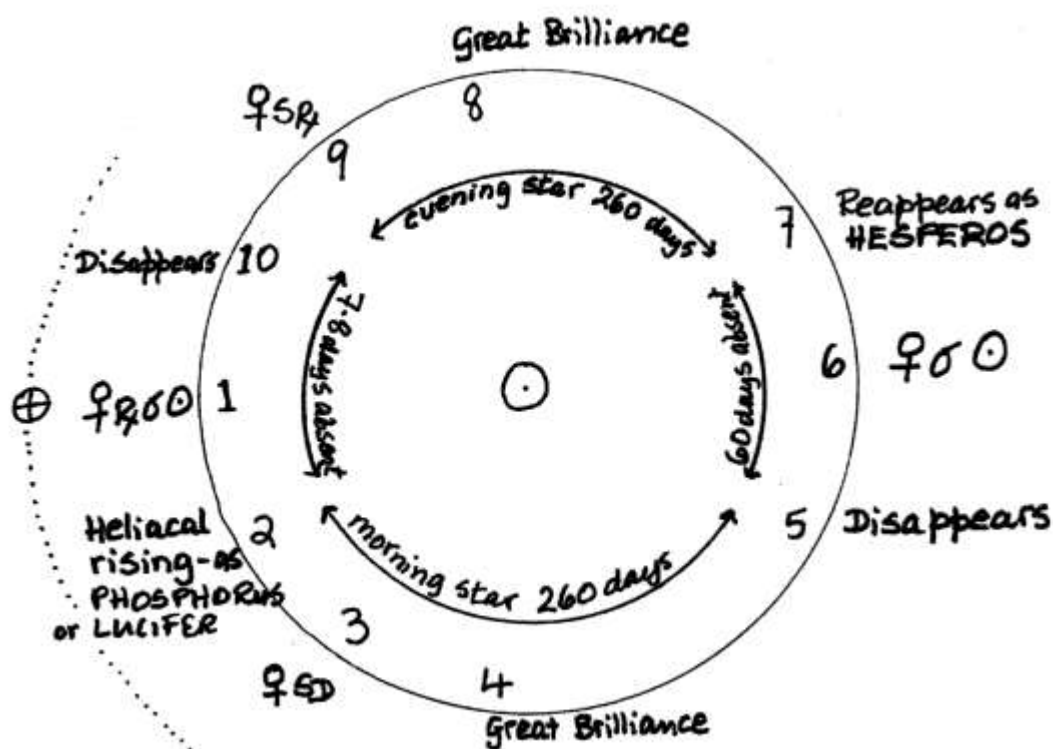 Great Brilliance
8
♀SR℞
9
evening star 260 days
7
Reappears as
HESPEROS
Disappears 10
7-8 days absent
60 days absent
6 ♀☌☉
⊕ ♀℞☌☉ 1
☉
2
Heliacal
rising-as
PHOSPHORUS
or LUCIFER
5 Disappears
morning star 260 days
3
♀SD
4
Great Brilliance